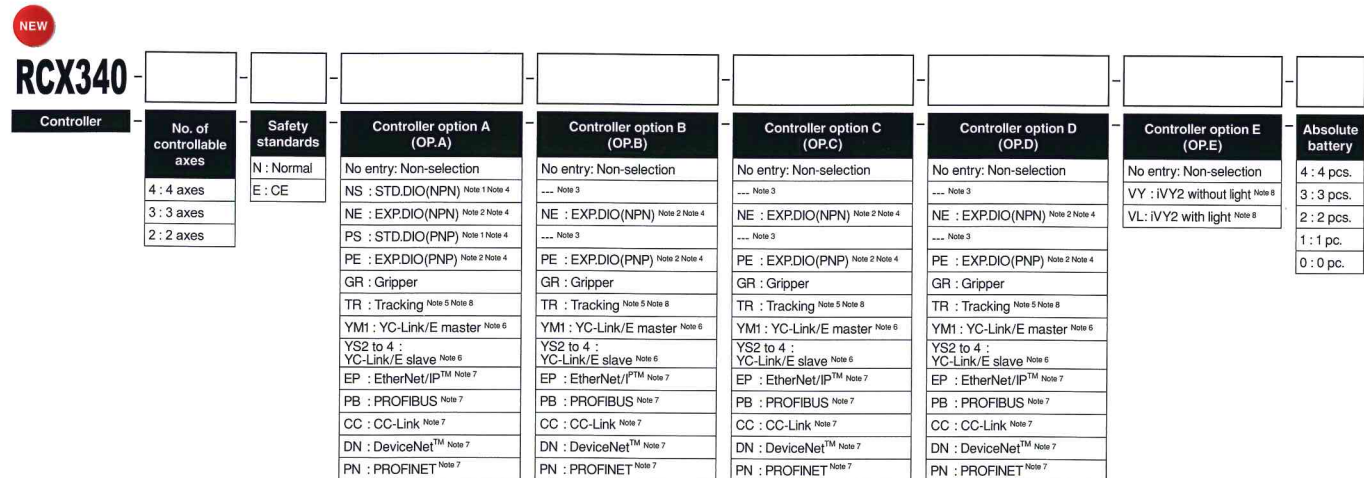 NEW
RCX340 - - - - - - - -
Controller - No. of controllable axes - Safety standards - Controller option A (OP.A) - Controller option B (OP.B) - Controller option C (OP.C) - Controller option D (OP.D) - Controller option E (OP.E) - Absolute battery
4 : 4 axes
3 : 3 axes
2 : 2 axes
N : Normal
E : CE
No entry: Non-selection
NS : STD.DIO(NPN) Note 1 Note 4
NE : EXP.DIO(NPN) Note 2 Note 4
PS : STD.DIO(PNP) Note 1 Note 4
PE : EXP.DIO(PNP) Note 2 Note 4
GR : Gripper
TR : Tracking Note 5 Note 8
YM1 : YC-Link/E master Note 6
YS2 to 4 :
YC-Link/E slave Note 6
EP : EtherNet/IP™ Note 7
PB : PROFIBUS Note 7
CC : CC-Link Note 7
DN : DeviceNet™ Note 7
PN : PROFINET Note 7
No entry: Non-selection
--- Note 3
NE : EXP.DIO(NPN) Note 2 Note 4
--- Note 3
PE : EXP.DIO(PNP) Note 2 Note 4
GR : Gripper
TR : Tracking Note 5 Note 8
YM1 : YC-Link/E master Note 6
YS2 to 4 :
YC-Link/E slave Note 6
EP : EtherNet/IPTM Note 7
PB : PROFIBUS Note 7
CC : CC-Link Note 7
DN : DeviceNet™ Note 7
PN : PROFINET Note 7
No entry: Non-selection
--- Note 3
NE : EXP.DIO(NPN) Note 2 Note 4
--- Note 3
PE : EXP.DIO(PNP) Note 2 Note 4
GR : Gripper
TR : Tracking Note 5 Note 8
YM1 : YC-Link/E master Note 6
YS2 to 4 :
YC-Link/E slave Note 6
EP : EtherNet/IP™ Note 7
PB : PROFIBUS Note 7
CC : CC-Link Note 7
DN : DeviceNet™ Note 7
PN : PROFINET Note 7
No entry: Non-selection
--- Note 3
NE : EXP.DIO(NPN) Note 2 Note 4
--- Note 3
PE : EXP.DIO(PNP) Note 2 Note 4
GR : Gripper
TR : Tracking Note 5 Note 8
YM1 : YC-Link/E master Note 6
YS2 to 4 :
YC-Link/E slave Note 6
EP : EtherNet/IP™ Note 7
PB : PROFIBUS Note 7
CC : CC-Link Note 7
DN : DeviceNet™ Note 7
PN : PROFINET Note 7
No entry: Non-selection
VY : iVY2 without light Note 8
VL: iVY2 with light Note 8
4 : 4 pcs.
3 : 3 pcs.
2 : 2 pcs.
1 : 1 pc.
0 : 0 pc.